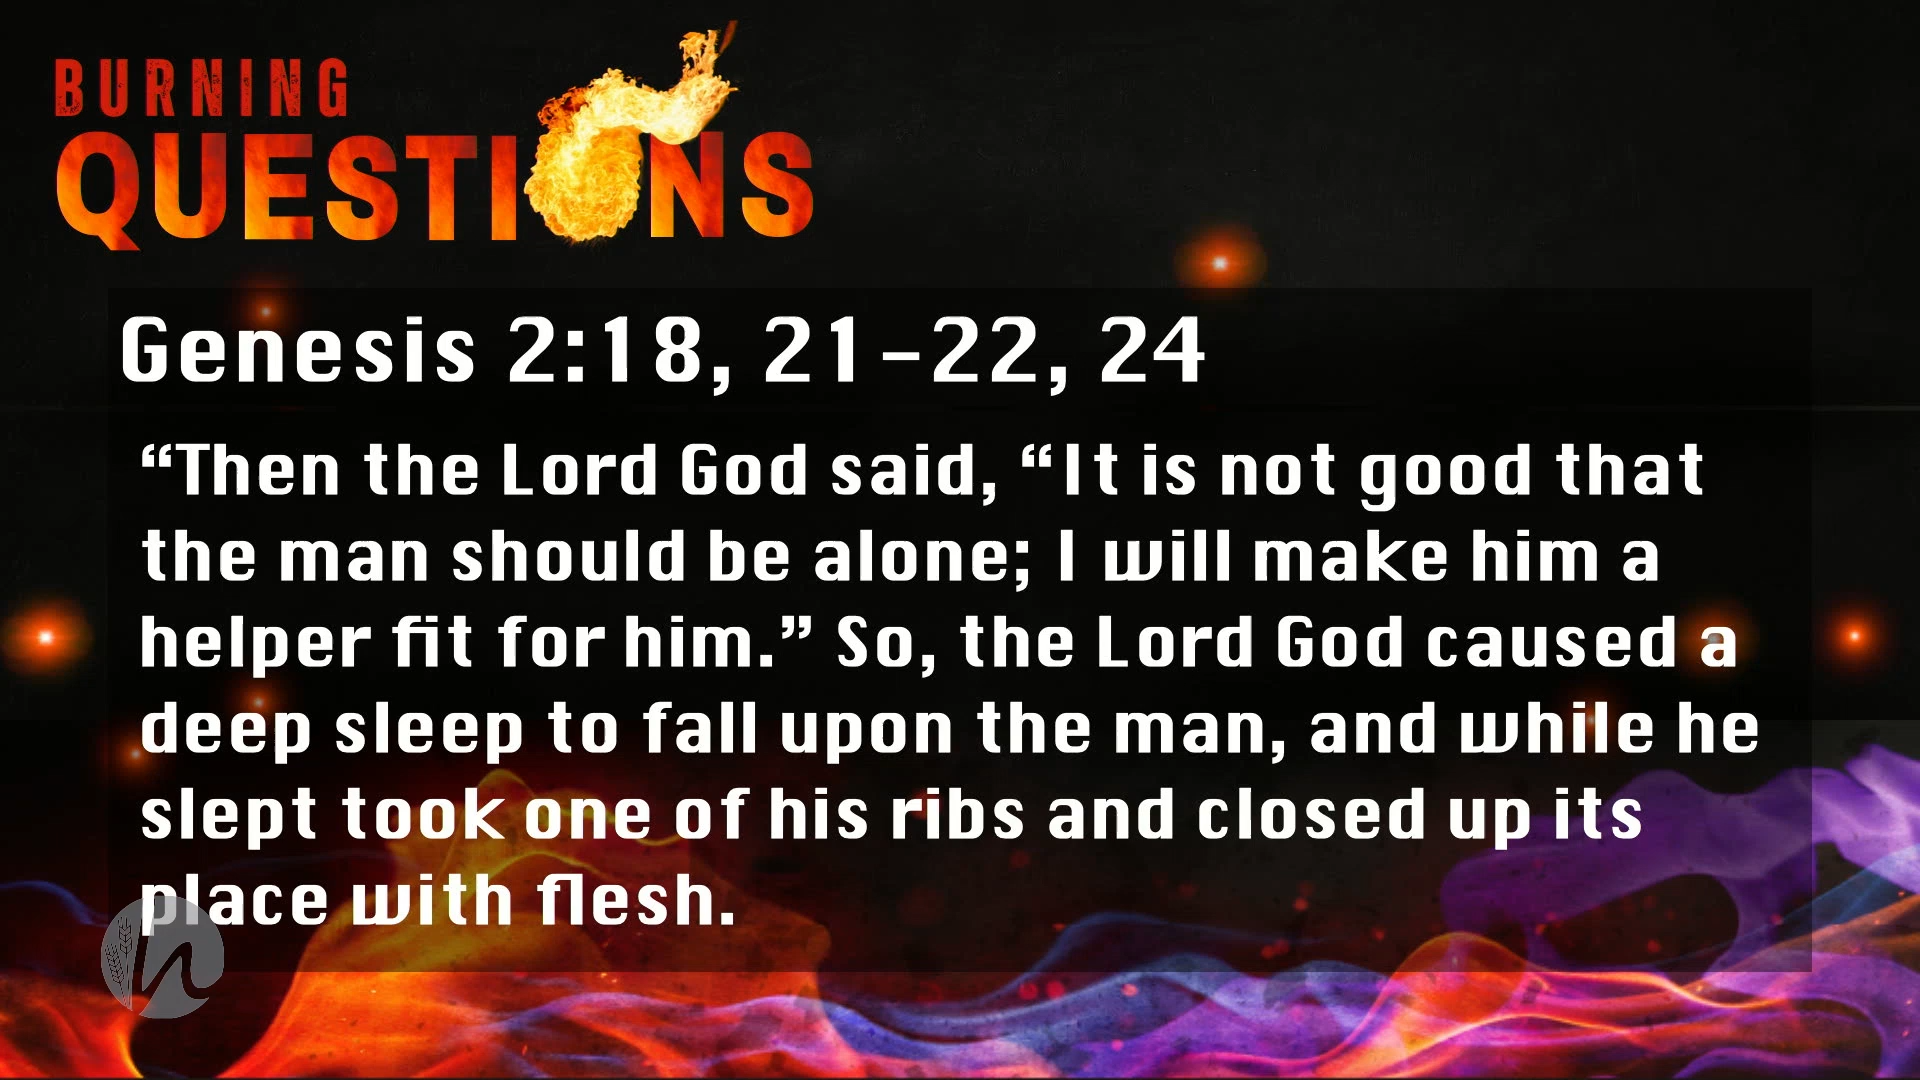 BURNING
QUESTIONS
Genesis 2:18, 21-22, 24
“Then the Lord God said, “It is not good that
the man should be alone; I will make him a
helper fit for him.” So, the Lord God caused a
deep sleep to fall upon the man, and while he
slept took one of his ribs and closed up its
place with flesh.
h